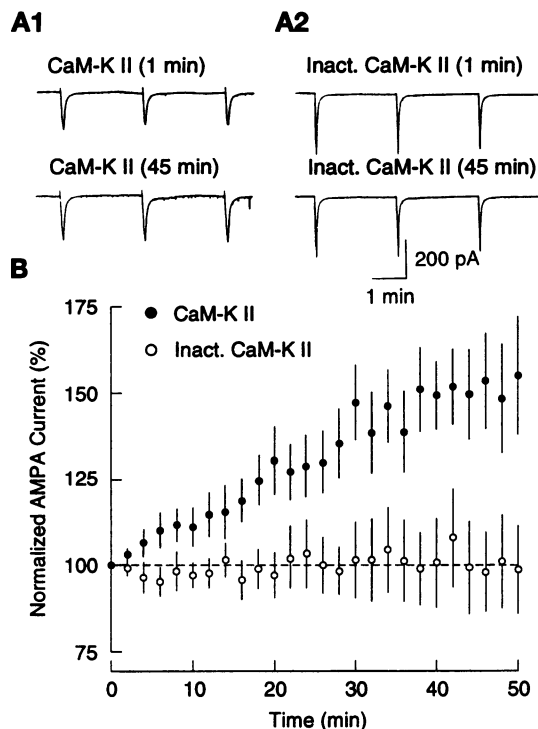 A1
A2
CaM-K II (1 min)
Inact. CaM-K II (1 min)
CaM-K II (45 min)
Inact. CaM-K II (45 min)
200 pA
1 min
B
CaM-K II
Inact. CaM-K II
Normalized AMPA Current (%)
175
150
125
100
75
0 10 20 30 40 50
Time (min)